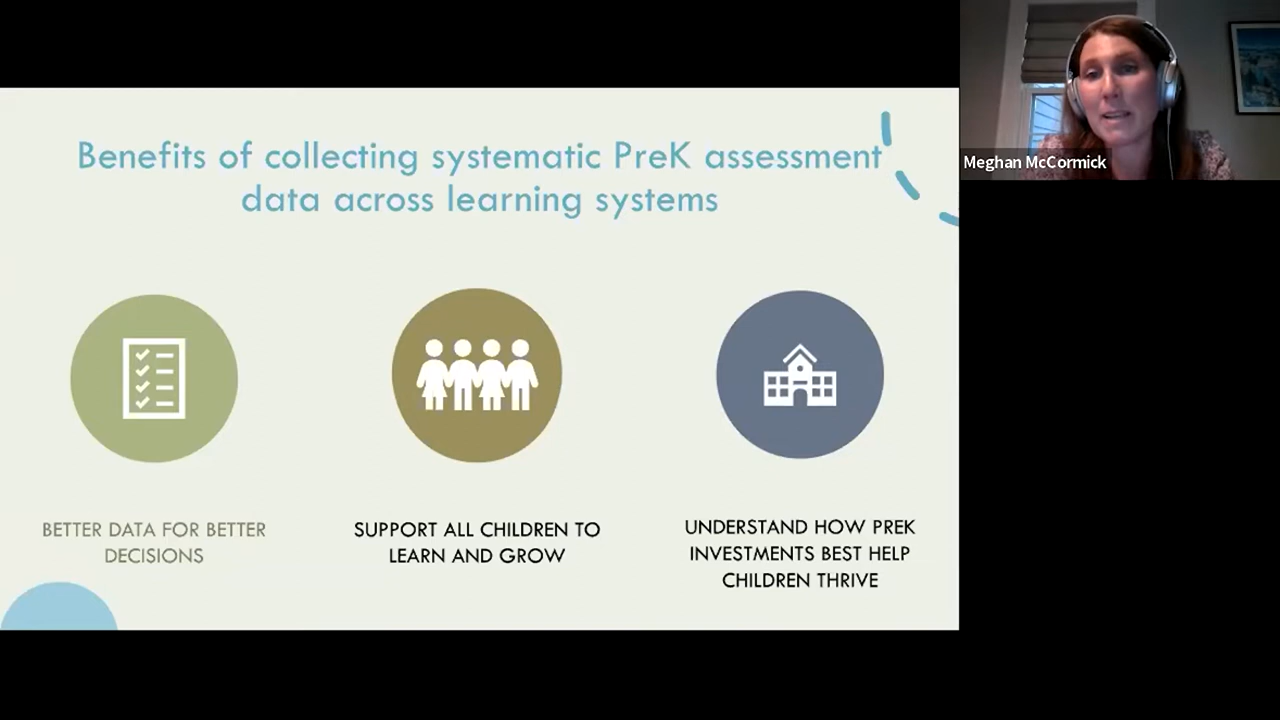 Benefits of collecting systematic PreK assessment
data across learning systems
Meghan McCormick
BETTER DATA FOR BETTER
DECISIONS
SUPPORT ALL CHILDREN TO
LEARN AND GROW
UNDERSTAND HOW PREK
INVESTMENTS BEST HELP
CHILDREN THRIVE